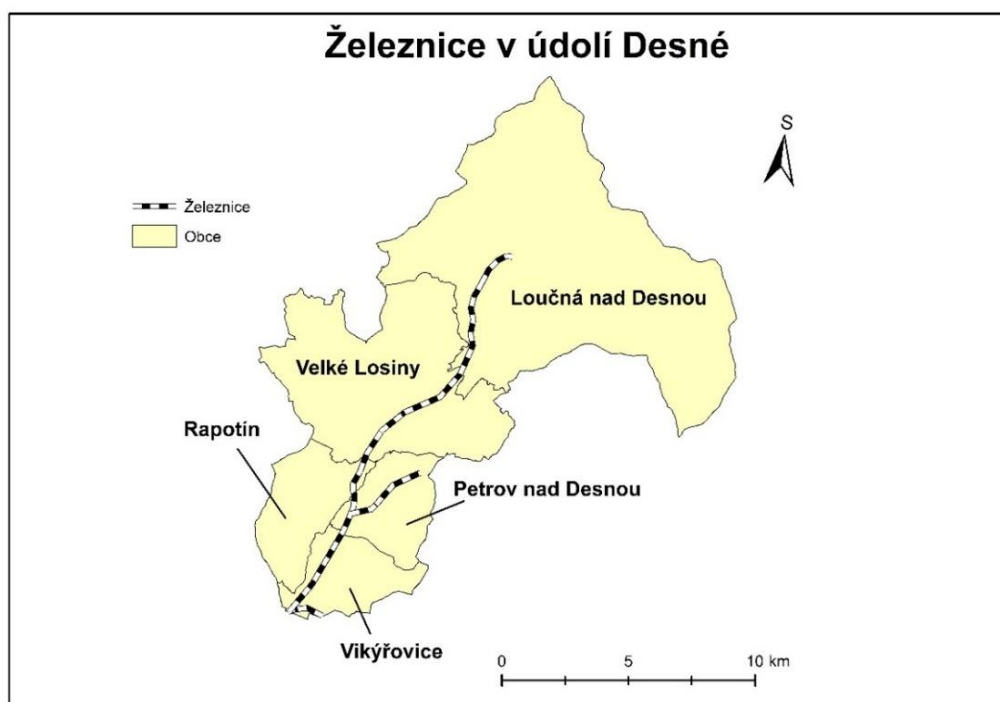 Železnice v údolí Desné
S
Železnice
Obce
Loučná nad Desnou
Velké Losiny
Rapotín
Petrov nad Desnou
Vikýřovice
0 5 10 km